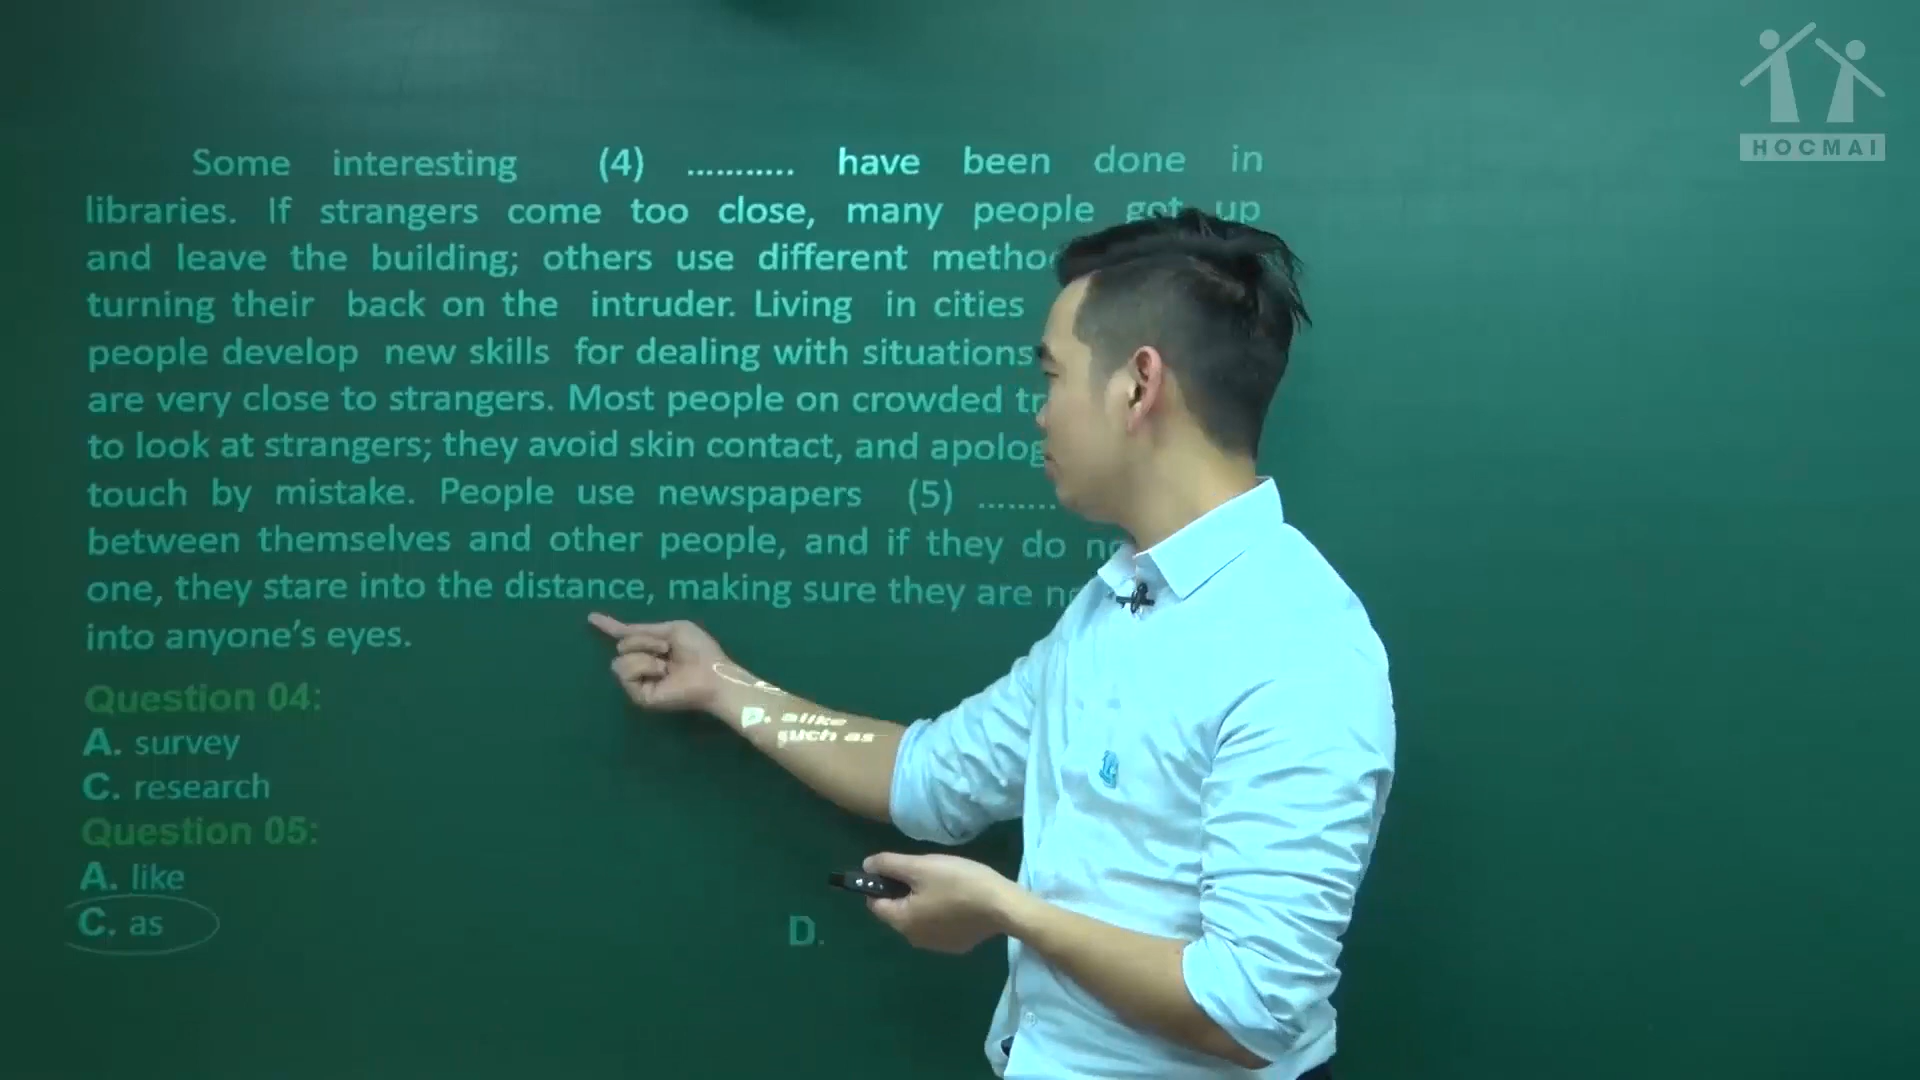 HOCMAI
Some interesting (4) ........... have been done in
libraries. If strangers come too close, many people get up
and leave the building; others use different
turning their back on the intruder. Living in cities
people develop new skills for dealing with situations
are very close to strangers. Most people on crowded
to look at strangers; they avoid skin contact, and
touch by mistake. People use newspapers (5) ........
between themselves and other people, and if they do
one, they stare into the distance, making sure they are
into anyone's eyes.
Question 04:
A. survey
C. research
Question 05:
A. like
B. alike
C. as
D. such as